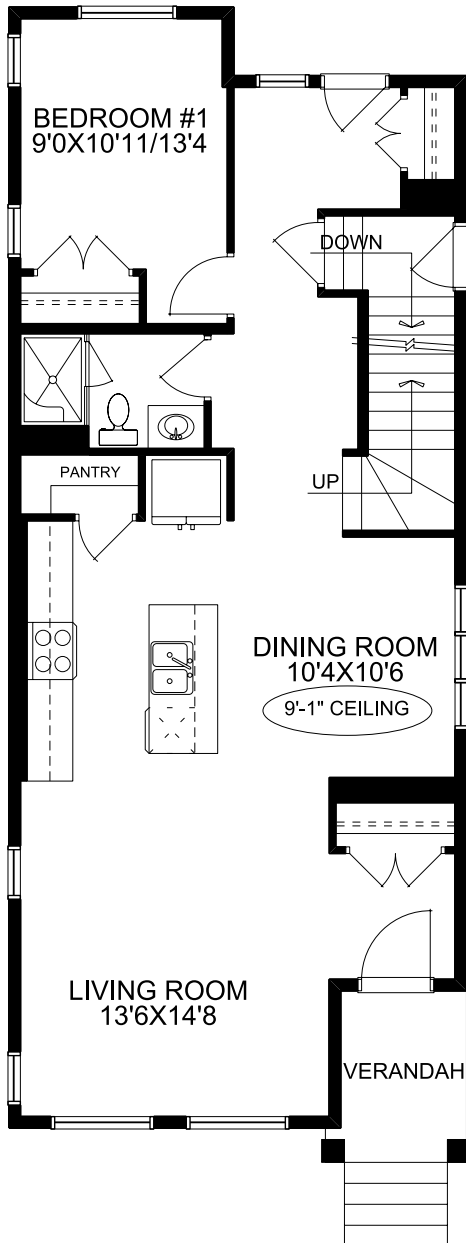 BEDROOM #1
9'0X10'11/13'4
DOWN
PANTRY
UP
DINING ROOM
10'4X10'6
9'-1" CEILING
LIVING ROOM
13'6X14'8
VERANDAH